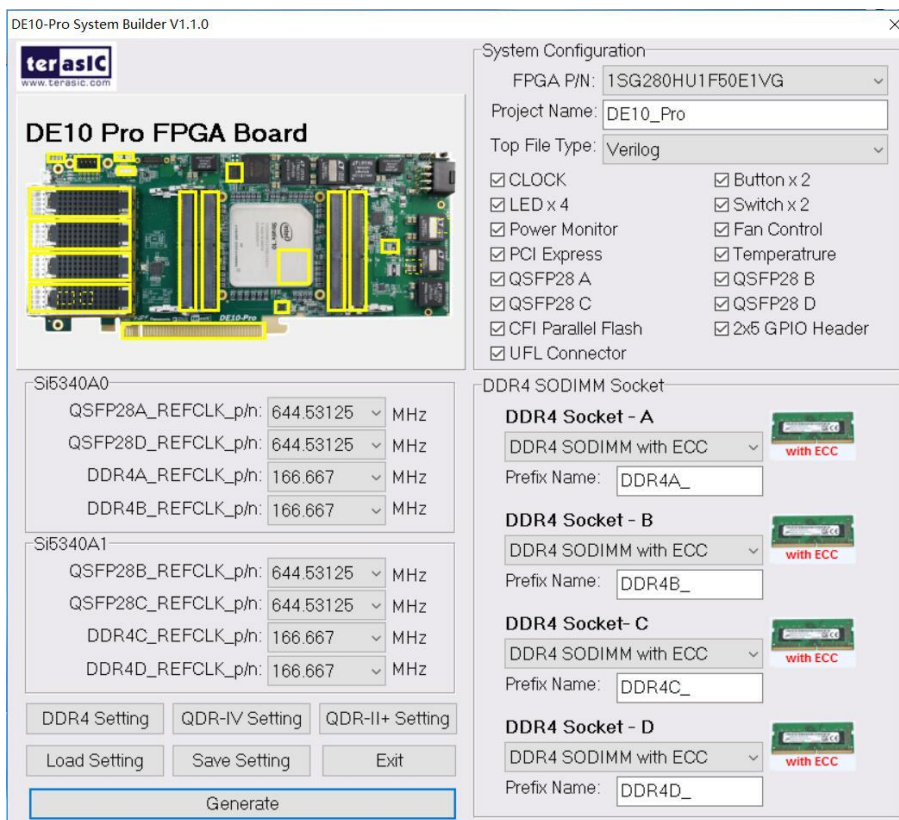 DE10-Pro System Builder V1.1.0
terasIC
www.terasic.com
DE10 Pro FPGA Board
intel
Stratix 10
DE10-Pro
System Configuration
FPGA P/N: 1SG280HU1F50E1VG
Project Name: DE10_Pro
Top File Type: Verilog
CLOCK Button x 2
LED x 4 Switch x 2
Power Monitor Fan Control
PCI Express Temperatrure
QSFP28 A QSFP28 B
QSFP28 C QSFP28 D
CFI Parallel Flash 2x5 GPIO Header
UFL Connector
Si5340A0
QSFP28A_REFCLK_p/n: 644.53125 MHz
QSFP28D_REFCLK_p/n: 644.53125 MHz
DDR4A_REFCLK_p/n: 166.667 MHz
DDR4B_REFCLK_p/n: 166.667 MHz
Si5340A1
QSFP28B_REFCLK_p/n: 644.53125 MHz
QSFP28C_REFCLK_p/n: 644.53125 MHz
DDR4C_REFCLK_p/n: 166.667 MHz
DDR4D_REFCLK_p/n: 166.667 MHz
DDR4 Setting QDR-IV Setting QDR-II+ Setting
Load Setting Save Setting Exit
Generate
DDR4 SODIMM Socket
DDR4 Socket - A
DDR4 SODIMM with ECC
with ECC
Prefix Name: DDR4A_
DDR4 Socket - B
DDR4 SODIMM with ECC
with ECC
Prefix Name: DDR4B_
DDR4 Socket- C
DDR4 SODIMM with ECC
with ECC
Prefix Name: DDR4C_
DDR4 Socket - D
DDR4 SODIMM with ECC
with ECC
Prefix Name: DDR4D_